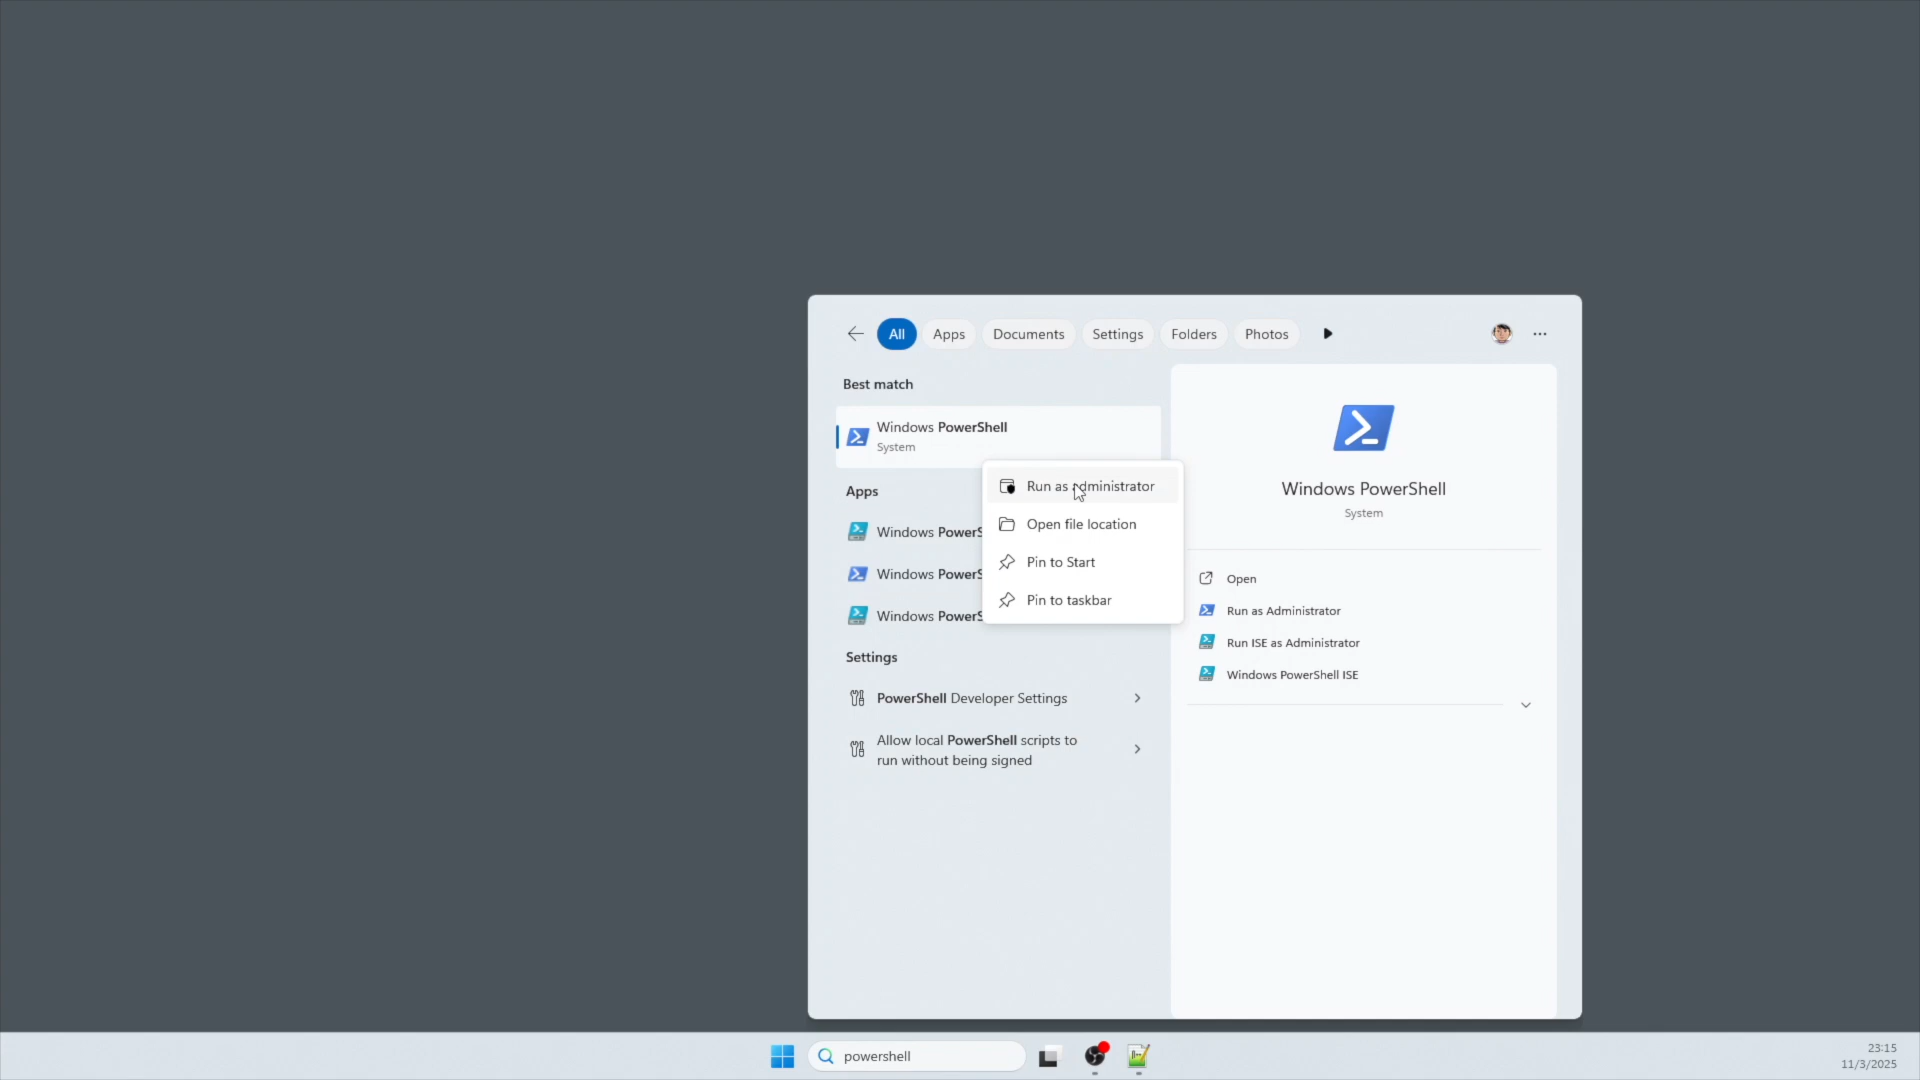 All
Apps
Documents
Settings
Folders
Photos
Best match
Windows PowerShell
System
Run as administrator
Open file location
Pin to Start
Pin to taskbar
Apps
Windows PowerS
Windows PowerS
Windows PowerS
Settings
PowerShell Developer Settings
Allow local PowerShell scripts to
run without being signed
Windows PowerShell
System
Open
Run as Administrator
Run ISE as Administrator
Windows PowerShell ISE
powershell
23:15
11/3/2025